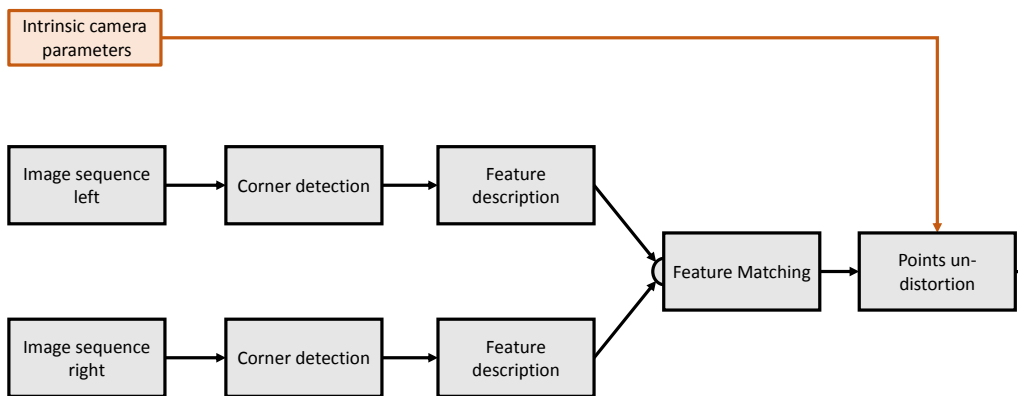 Intrinsic camera
parameters
Image sequence
left
Corner detection
Feature
description
Feature Matching
Points un-
distortion
Image sequence
right
Corner detection
Feature
description